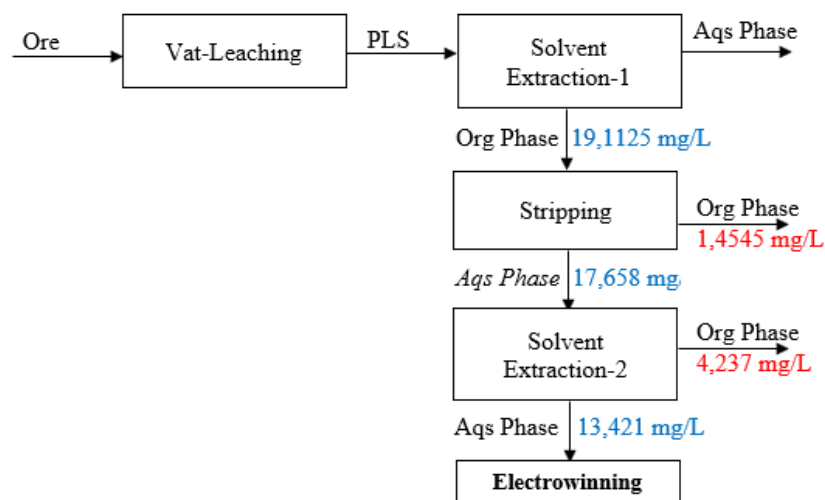 Ore
Vat-Leaching
PLS
Solvent
Extraction-1
Aqs Phase
Org Phase 19,1125 mg/L
Stripping
Org Phase
1,4545 mg/L
Aqs Phase 17,658 mg/
Solvent
Extraction-2
Org Phase
4,237 mg/L
Aqs Phase 13,421 mg/L
Electrowinning